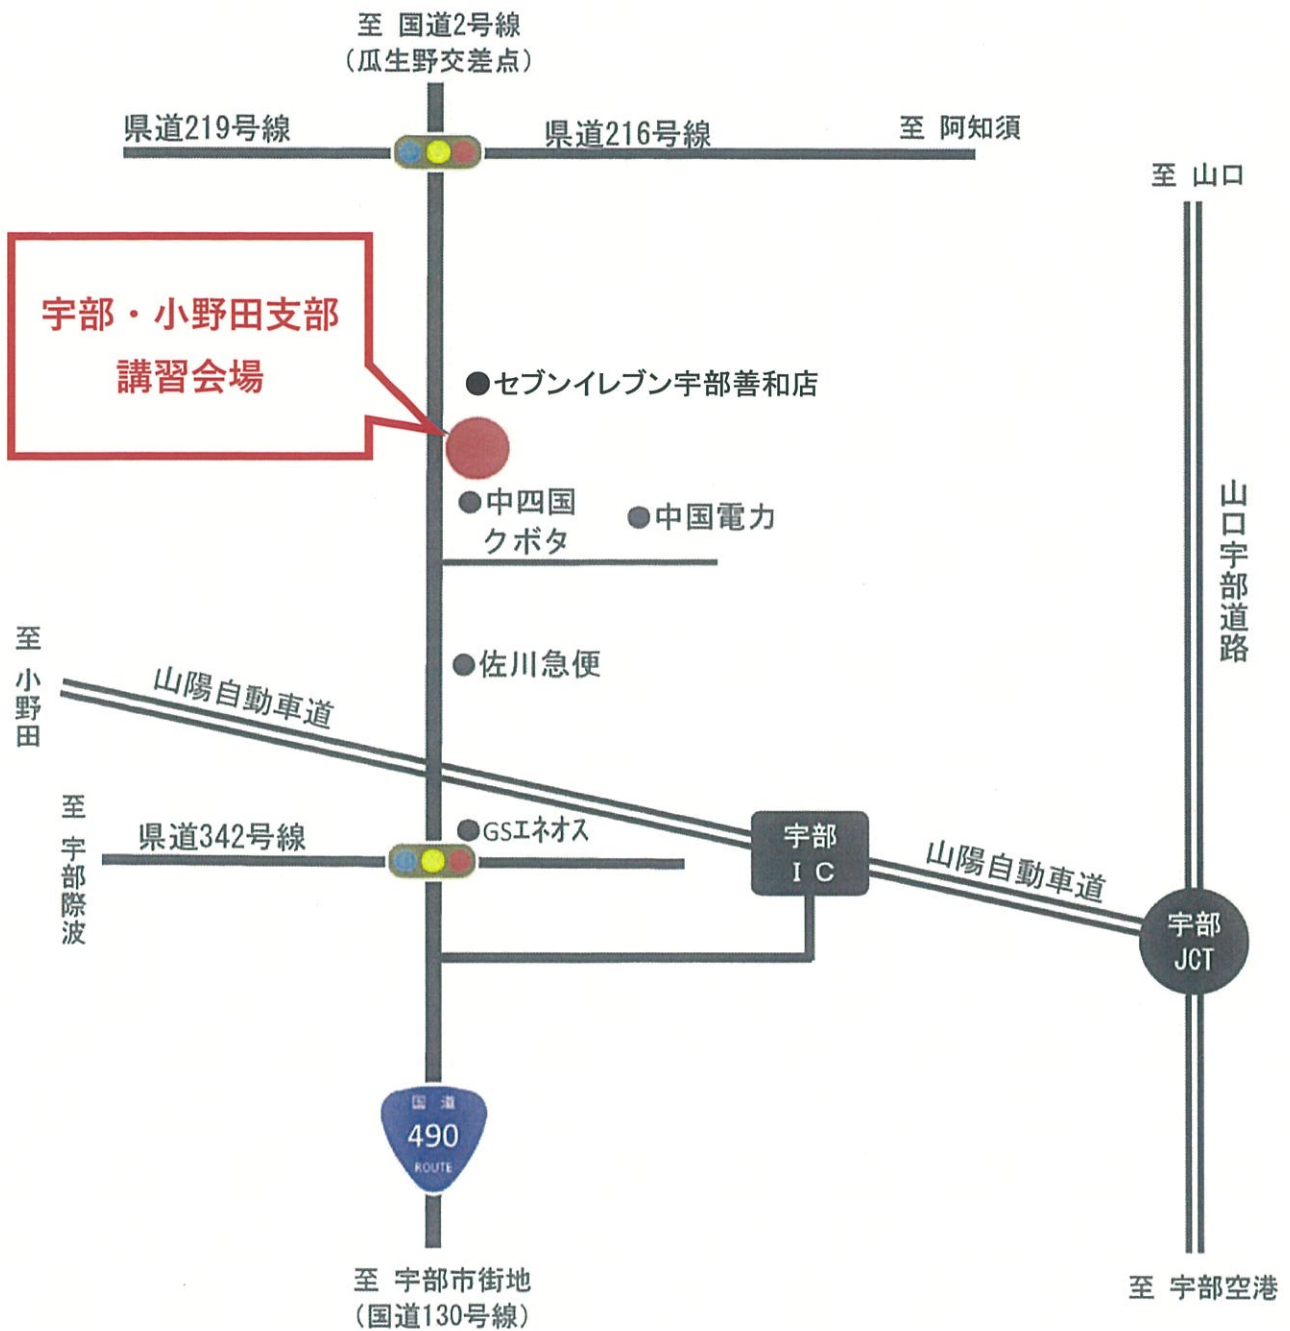 至 国道2号線
（瓜生野交差点）
県道219号線
県道216号線
至 阿知須
至 山口
宇部・小野田支部
講習会場
●セブンイレブン宇部善和店
●中四国
クボタ
●中国電力
山口宇部道路
至 小野田
●佐川急便
山陽自動車道
至 宇部際波
県道342号線
●GSエネオス
宇部
ＩＣ
山陽自動車道
宇部
JCT
国道
490
ROUTE
至 宇部市街地
（国道130号線）
至 宇部空港